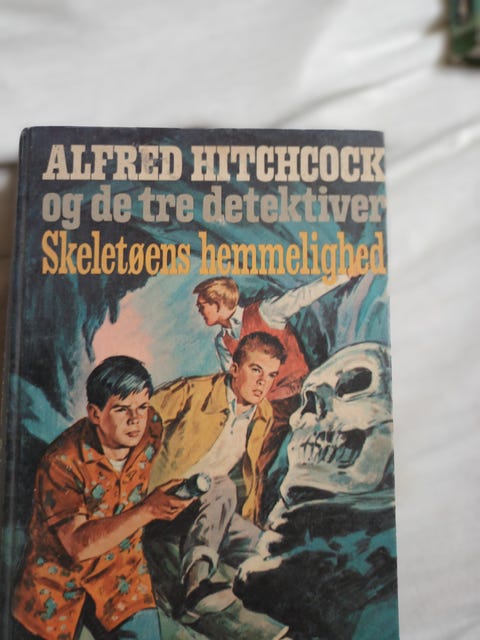 ALFRED HITCHCOCK
og de tre detektiver
Skeletøens hemmelighed